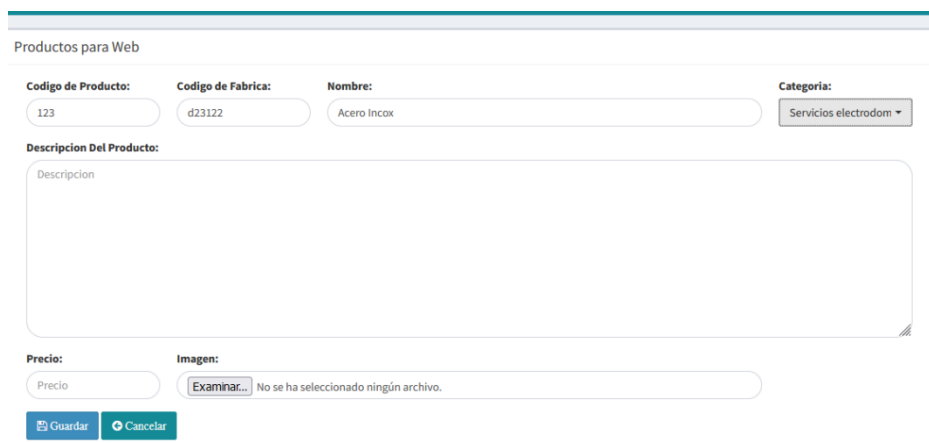 Productos para Web
Codigo de Producto: Codigo de Fabrica: Nombre: Categoria:
123 d23122 Acero Incox Servicios electrodom
Descripcion Del Producto:
Descripcion
Precio: Imagen:
Precio Examinar... No se ha seleccionado ningún archivo.
Guardar Cancelar